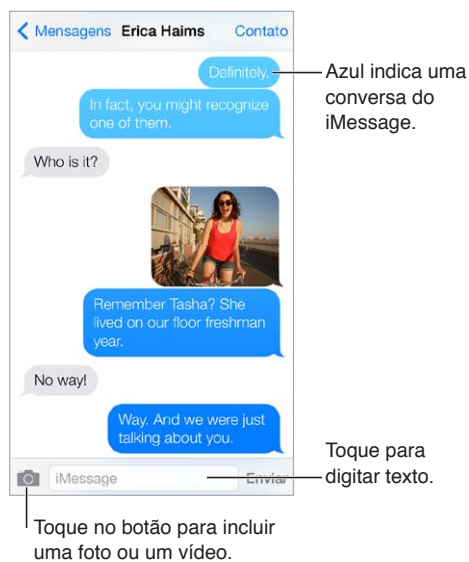 Mensagens Erica Haims Contato
Definitely.
In fact, you might recognize
one of them.
Who is it?
Remember Tasha? She
lived on our floor freshman
year.
No way!
Way. And we were just
talking about you.
iMessage Enviar
Azul indica uma
conversa do
iMessage.
Toque para
digitar texto.
Toque no botão para incluir
uma foto ou um vídeo.